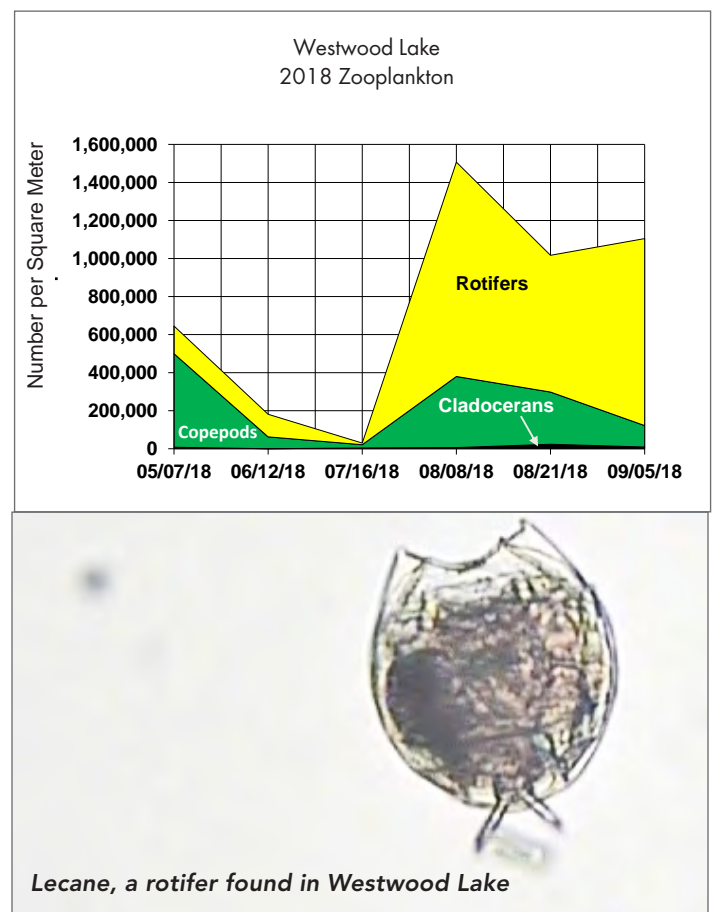 Westwood Lake
2018 Zooplankton
Number per Square Meter
1,600,000
1,400,000
1,200,000
1,000,000
800,000
600,000
400,000
200,000
0
Rotifers
Cladocerans
Copepods
05/07/18 06/12/18 07/16/18 08/08/18 08/21/18 09/05/18
Lecane, a rotifer found in Westwood Lake